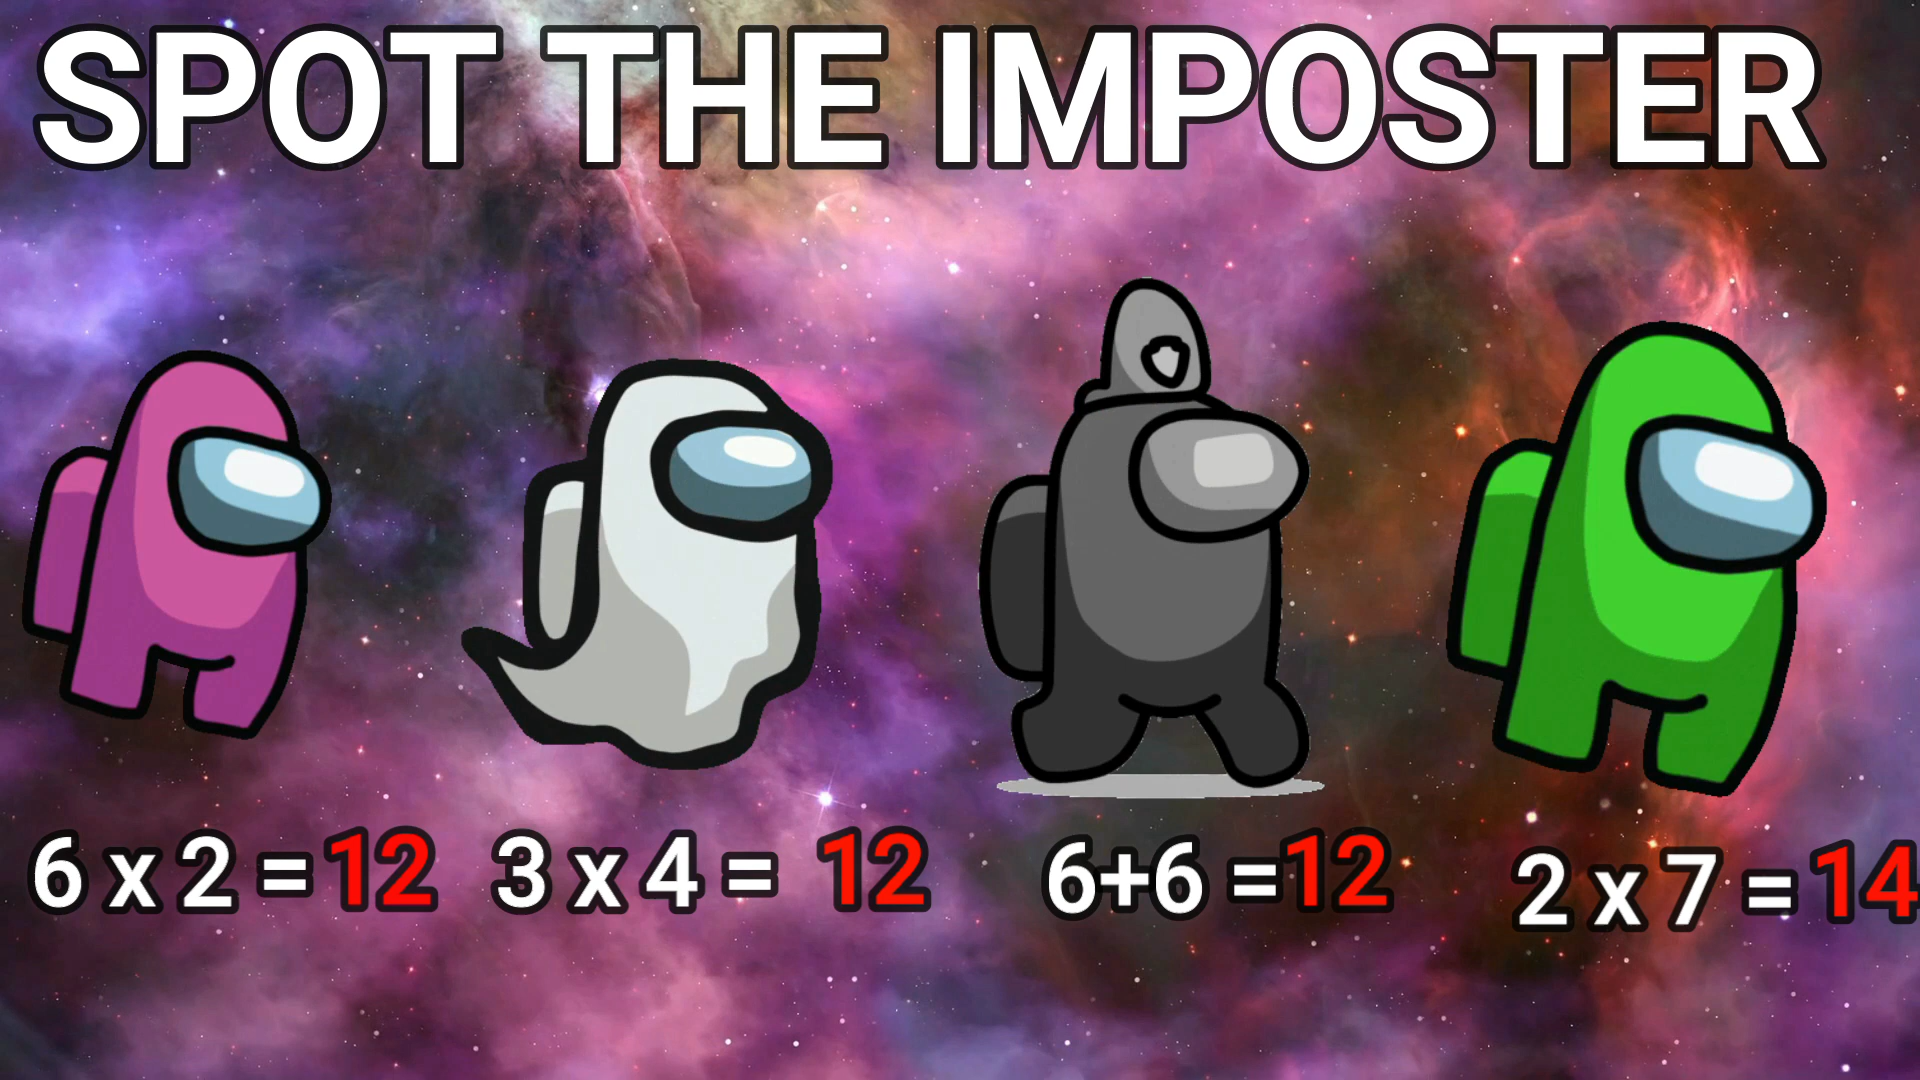 SPOT THE IMPOSTER
6 x 2 = 12 3 x 4 = 12 6+6 = 12 2 x 7 = 14